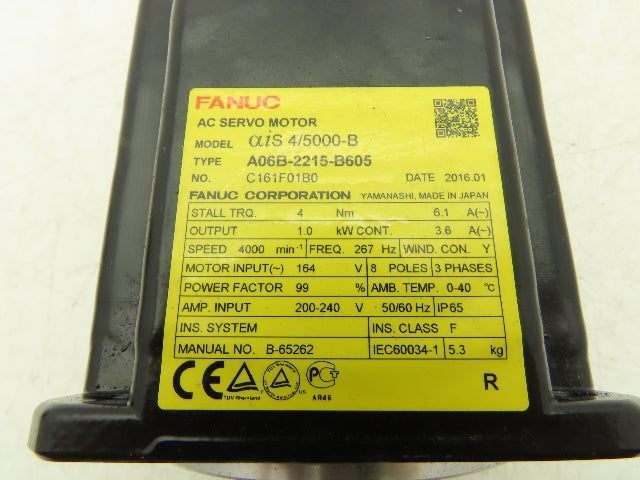 FANUC
AC SERVO MOTOR
MODEL αiS 4/5000-B
TYPE A06B-2215-B605
NO. C161F01B0 DATE 2016.01
FANUC CORPORATION YAMANASHI, MADE IN JAPAN
STALL TRQ. 4 Nm 6.1 A(~)
OUTPUT 1.0 kW CONT. 3.6 A(~)
SPEED 4000 min⁻¹ FREQ. 267 Hz WIND. CON. Y
MOTOR INPUT(~) 164 V 8 POLES 3 PHASES
POWER FACTOR 99 % AMB. TEMP. 0-40 ℃
AMP. INPUT 200-240 V 50/60 Hz IP65
INS. SYSTEM INS. CLASS F
MANUAL NO. B-65262 IEC60034-1 5.3 kg
CE
TUV Rheinland C US
AR46
R